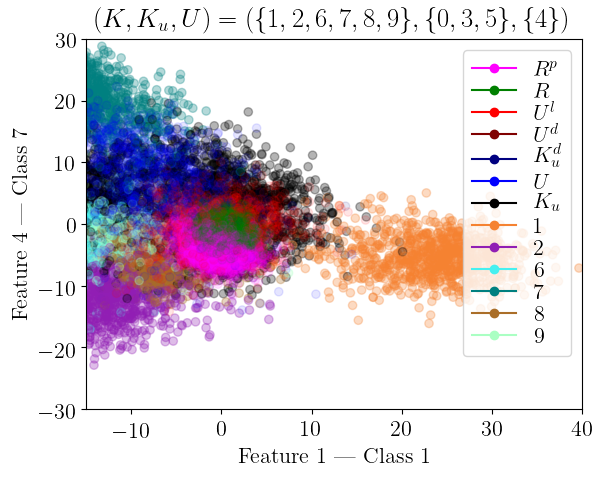 (K, K_u, U) = ({1, 2, 6, 7, 8, 9}, {0, 3, 5}, {4})
30
20
10
0
−10
−20
−30
Feature 4 — Class 7
R^p
R
U^l
U^d
K_u^d
U
K_u
1
2
6
7
8
9
−10 0 10 20 30 40
Feature 1 — Class 1